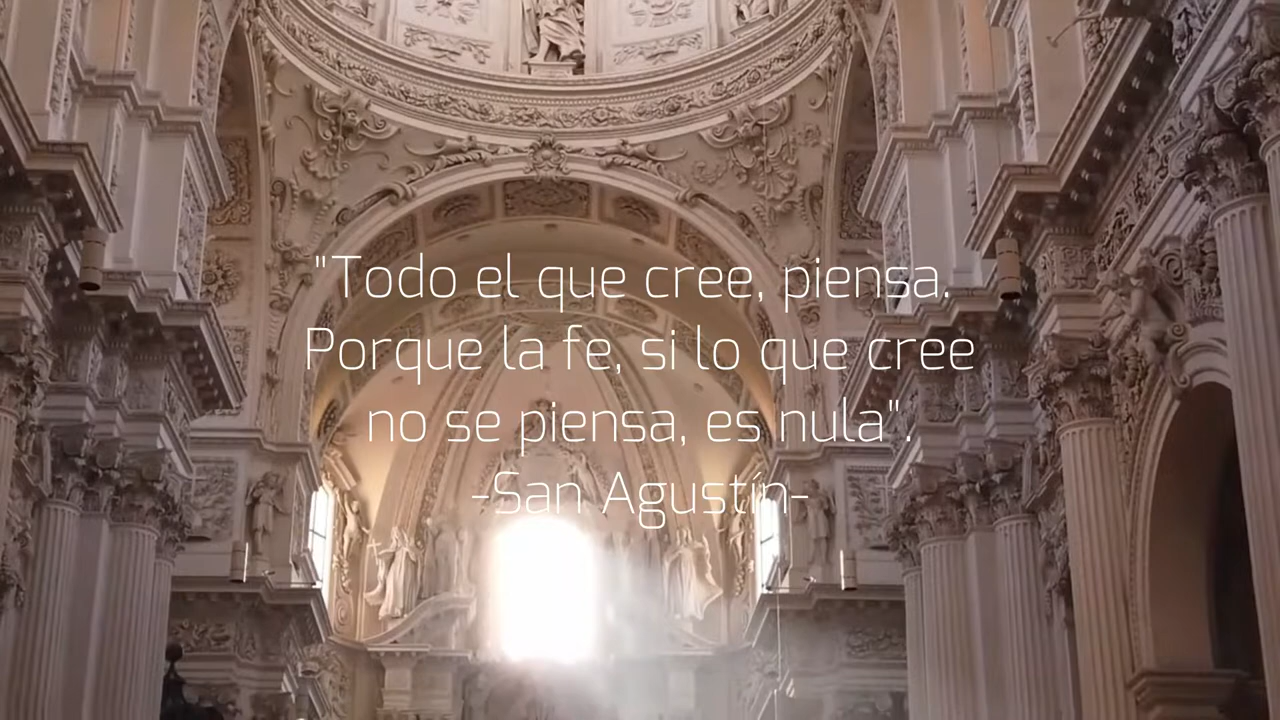 "Todo el que cree, piensa.
Porque la fe, si lo que cree
no se piensa, es nula".
-San Agustín-